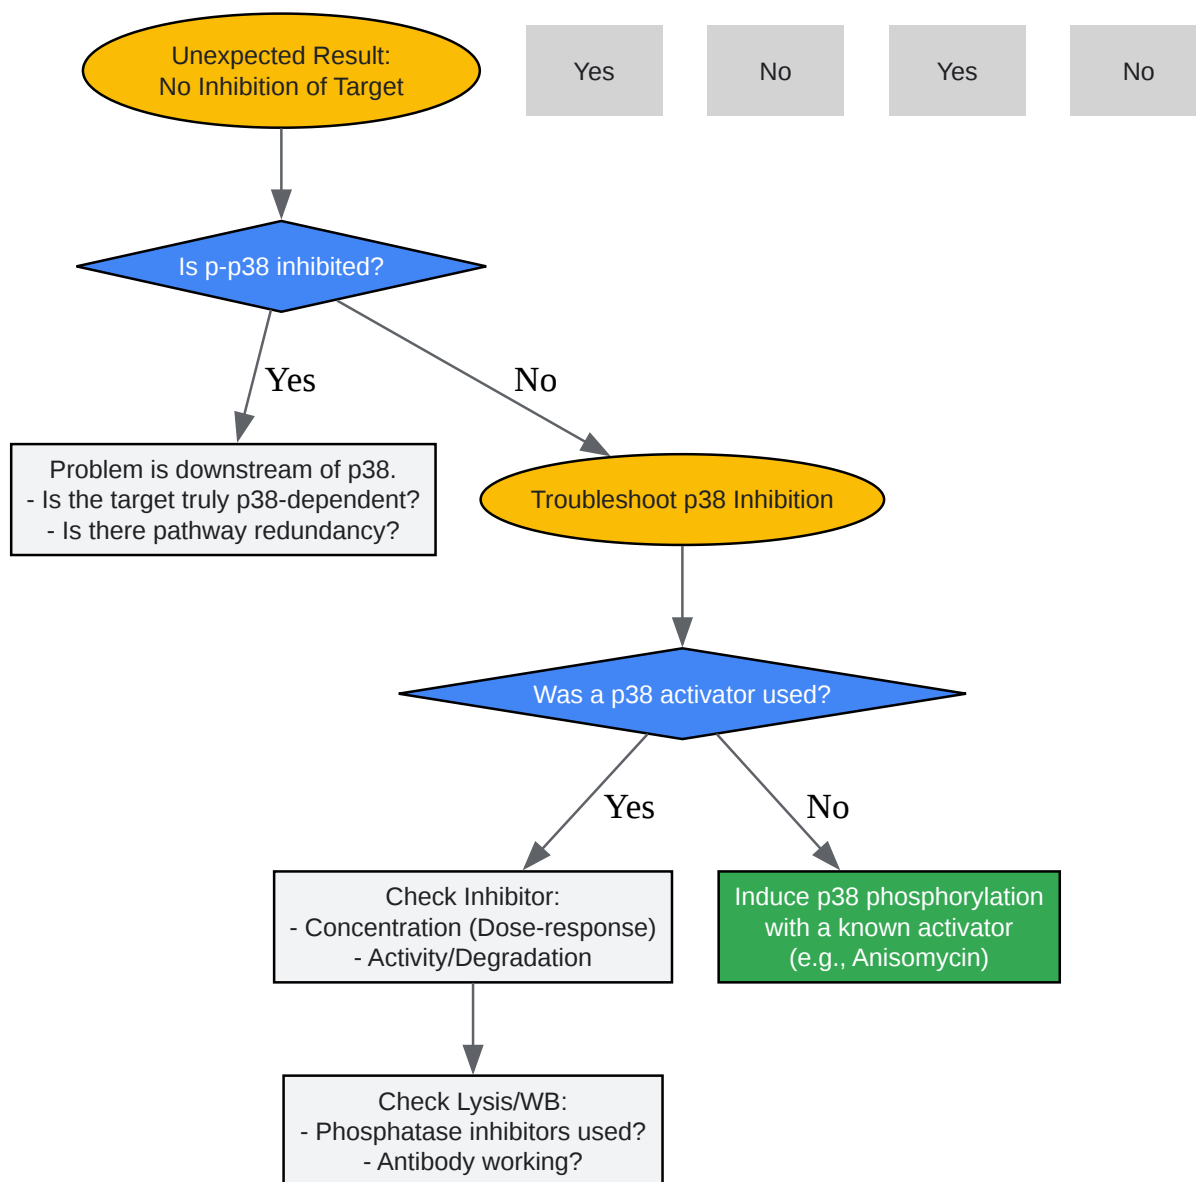 Unexpected Result:
No Inhibition of Target
Yes
No
Yes
No
Is p-p38 inhibited?
Yes
No
Problem is downstream of p38.
- Is the target truly p38-dependent?
- Is there pathway redundancy?
Troubleshoot p38 Inhibition
Was a p38 activator used?
Yes
No
Check Inhibitor:
- Concentration (Dose-response)
- Activity/Degradation
Induce p38 phosphorylation
with a known activator
(e.g., Anisomycin)
Check Lysis/WB:
- Phosphatase inhibitors used?
- Antibody working?